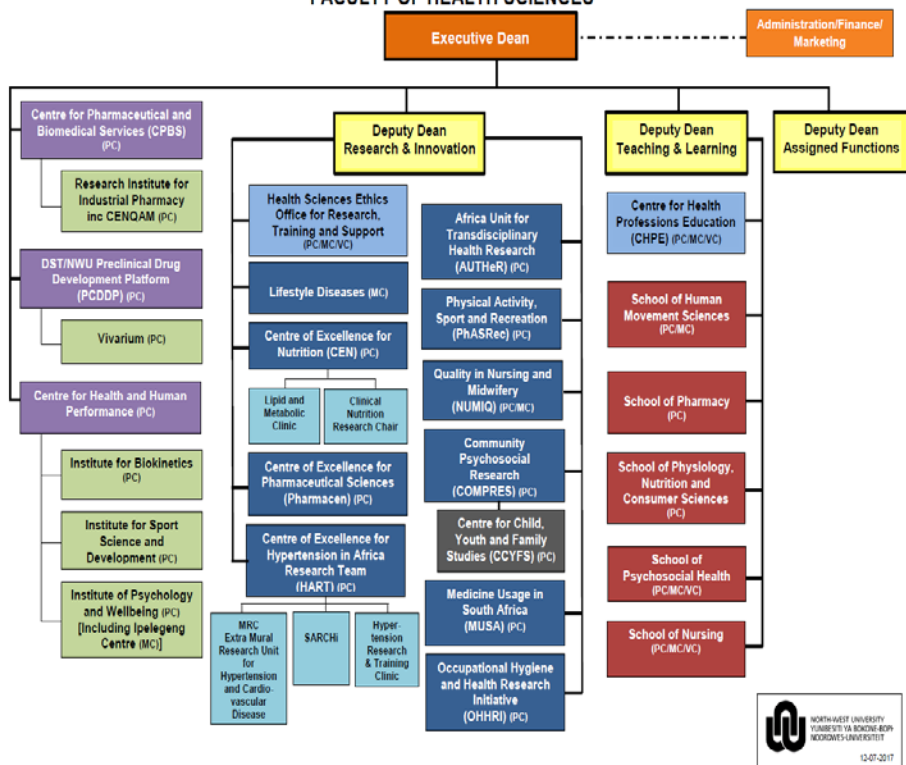 FACULTY OF HEALTH SCIENCES
Executive Dean
Administration/Finance/
Marketing
Centre for Pharmaceutical and
Biomedical Services (CPBS)
(PC)
Research Institute for
Industrial Pharmacy
inc CENQAM (PC)
DST/NWU Preclinical Drug
Development Platform
(PCDDP) (PC)
Vivarium (PC)
Centre for Health and Human
Performance (PC)
Institute for Biokinetics
(PC)
Institute for Sport
Science and
Development (PC)
Institute of Psychology
and Wellbeing (PC)
[Including Ipelegeng
Centre (MC)]
Deputy Dean
Research & Innovation
Health Sciences Ethics
Office for Research,
Training and Support
(PC/MC/VC)
Lifestyle Diseases (MC)
Centre of Excellence for
Nutrition (CEN) (PC)
Lipid and
Metabolic
Clinic
Clinical
Nutrition
Research Chair
Centre of Excellence for
Pharmaceutical Sciences
(Pharmacen) (PC)
Centre of Excellence for
Hypertension in Africa
Research Team
(HART) (PC)
MRC
Extra Mural
Research Unit
for
Hypertension
and Cardio-
vascular
Disease
SARCHi
Hyper-
tension
Research
& Training
Clinic
Africa Unit for
Transdisciplinary
Health Research
(AUTHeR) (PC)
Physical Activity,
Sport and Recreation
(PhASRec) (PC)
Quality in Nursing and
Midwifery
(NUMIQ) (PC/MC)
Community
Psychosocial
Research
(COMPRES) (PC)
Centre for Child,
Youth and Family
Studies (CCYFS) (PC)
Medicine Usage in
South Africa
(MUSA) (PC)
Occupational Hygiene
and Health Research
Initiative
(OHHRI) (PC)
Deputy Dean
Teaching & Learning
Centre for Health
Professions Education
(CHPE) (PC/MC/VC)
School of Human
Movement Sciences
(PC/MC)
School of Pharmacy
(PC)
School of Physiology,
Nutrition and
Consumer Sciences
(PC)
School of
Psychosocial Health
(PC/MC/VC)
School of Nursing
(PC/MC/VC)
Deputy Dean
Assigned Functions
NORTH-WEST UNIVERSITY
YUNIBESITI YA BOKONE-BOPH
NOORDWES-UNIVERSITEIT
12-07-2017